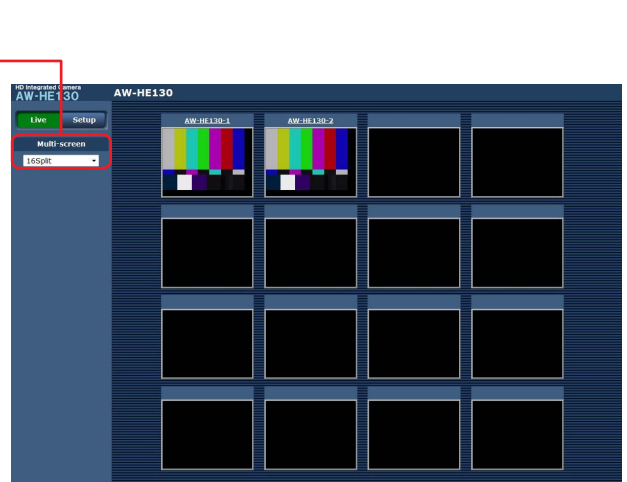 HD Integrated Camera
AW-HE130
AW-HE130
Live Setup
Multi-screen
16Split
AW-HE130-1 AW-HE130-2